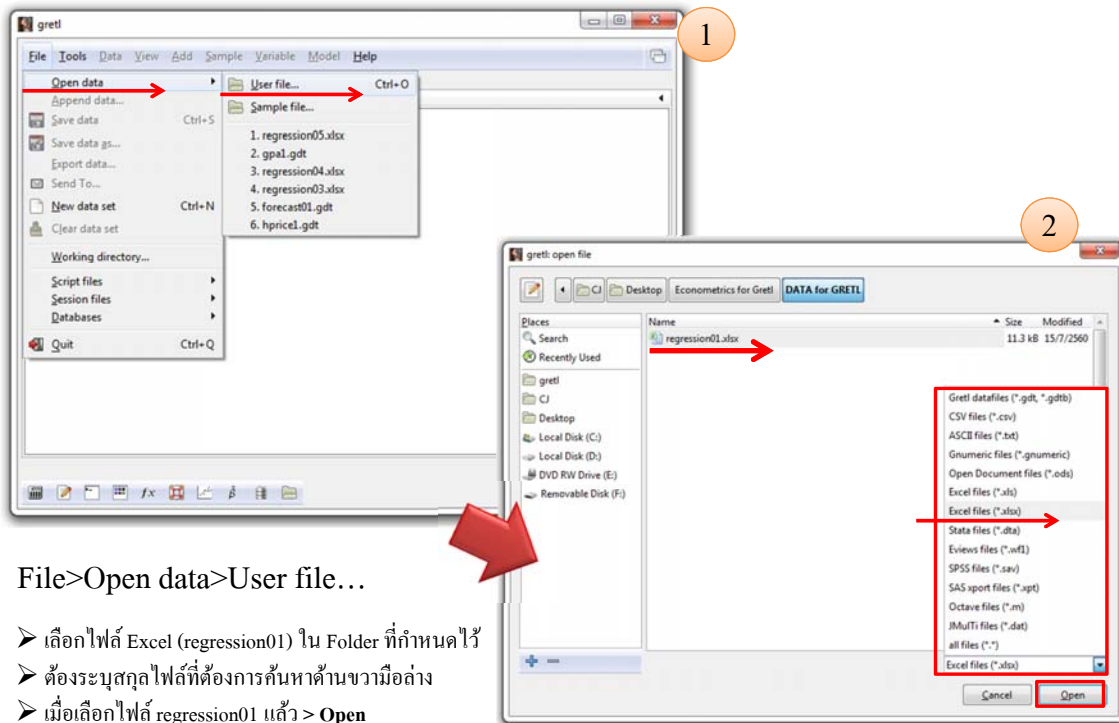 gretl
1
File Tools Data View Add Sample Variable Model Help
Open data
Append data...
Save data Ctrl+S
Save data as...
Export data...
Send To...
New data set Ctrl+N
Clear data set
Working directory...
Script files
Session files
Databases
Quit Ctrl+Q
User file... Ctrl+O
Sample file...
1. regression05.xlsx
2. gpa1.gdt
3. regression04.xlsx
4. regression03.xlsx
5. forecast01.gdt
6. hprice1.gdt
fx β̂
2
gretl: open file
CJ Desktop Econometrics for Gretl DATA for GRETL
Places
Search
Recently Used
gretl
CJ
Desktop
Local Disk (C:)
Local Disk (D:)
DVD RW Drive (E:)
Removable Disk (F:)
Name Size Modified
regression01.xlsx 11.3 kB 15/7/2560
Gretl datafiles (*.gdt, *.gdtb)
CSV files (*.csv)
ASCII files (*.txt)
Gnumeric files (*.gnumeric)
Open Document files (*.ods)
Excel files (*.xls)
Excel files (*.xlsx)
Stata files (*.dta)
Eviews files (*.wf1)
SPSS files (*.sav)
SAS xport files (*.xpt)
Octave files (*.m)
JMulTi files (*.dat)
all files (*.*)
Excel files (*.xlsx)
Cancel Open
File>Open data>User file…
➢ เลือกไฟล์ Excel (regression01) ใน Folder ที่กำหนดไว้
➢ ต้องระบุสกุลไฟล์ที่ต้องการค้นหาด้านขวามือล่าง
➢ เมื่อเลือกไฟล์ regression01 แล้ว > Open